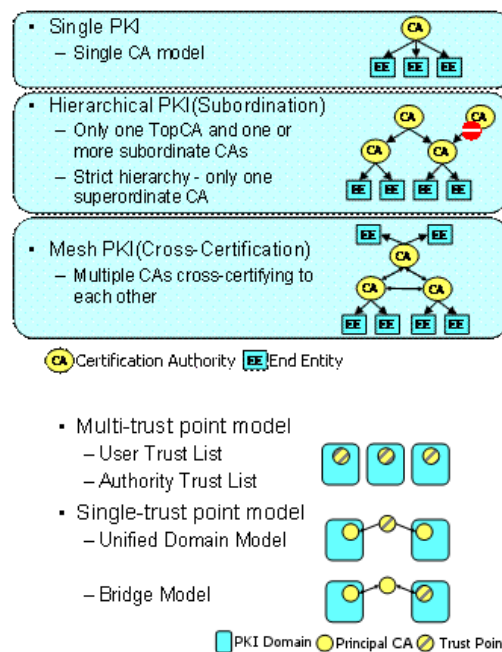 ▪ Single PKI
– Single CA model
CA
EE EE EE
▪ Hierarchical PKI(Subordination)
– Only one TopCA and one or
more subordinate CAs
– Strict hierarchy - only one
superordinate CA
CA CA
CA CA
EE EE EE EE
▪ Mesh PKI(Cross-Certification)
– Multiple CAs cross-certifying to
each other
EE EE
CA
CA CA
EE EE EE EE
CA Certification Authority EE End Entity
▪ Multi-trust point model
– User Trust List
– Authority Trust List
▪ Single-trust point model
– Unified Domain Model
– Bridge Model
PKI Domain Principal CA Trust Point